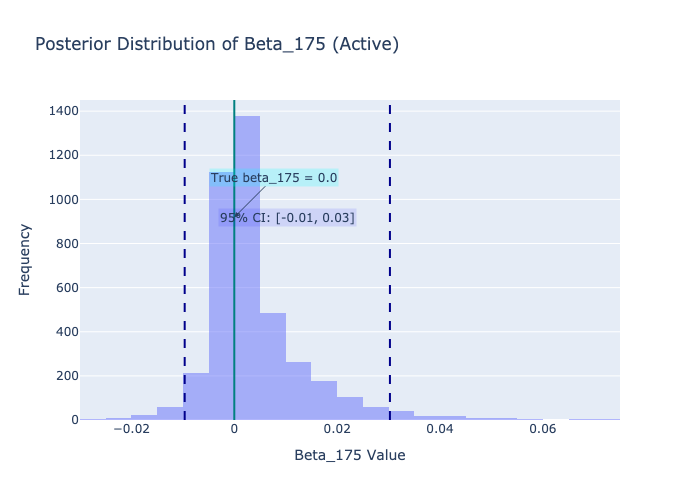 Posterior Distribution of Beta_175 (Active)
1400
1200
1000
800
600
400
200
0
Frequency
True beta_175 = 0.0
95% CI: [-0.01, 0.03]
−0.02
0
0.02
0.04
0.06
Beta_175 Value